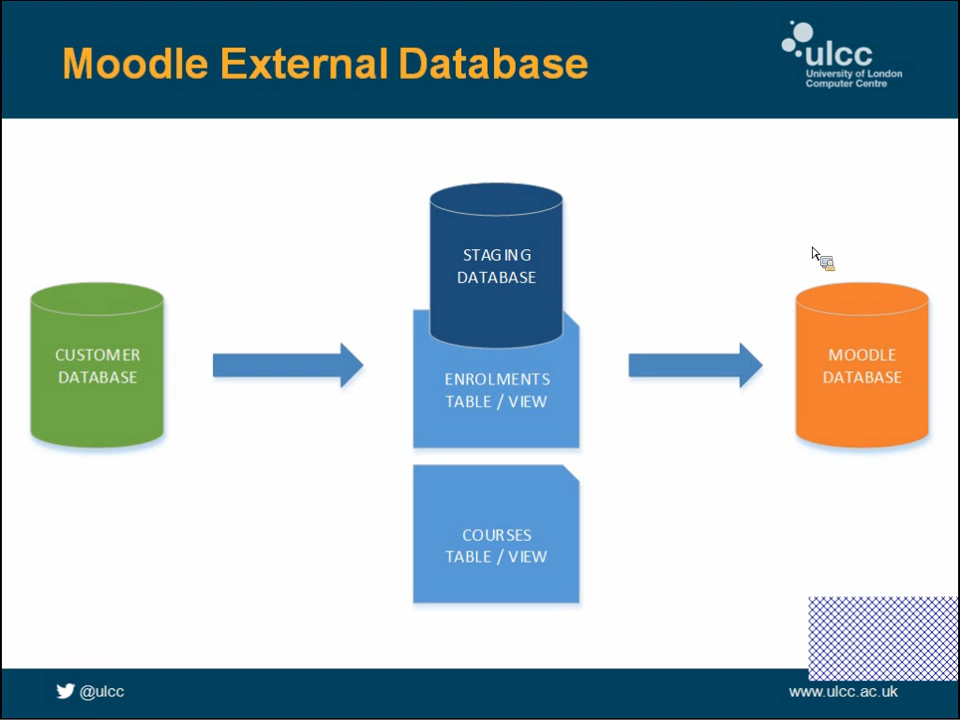 Moodle External Database
ulcc
University of London
Computer Centre
STAGING
DATABASE
CUSTOMER
DATABASE
ENROLMENTS
TABLE / VIEW
MOODLE
DATABASE
COURSES
TABLE / VIEW
@ulcc
www.ulcc.ac.uk